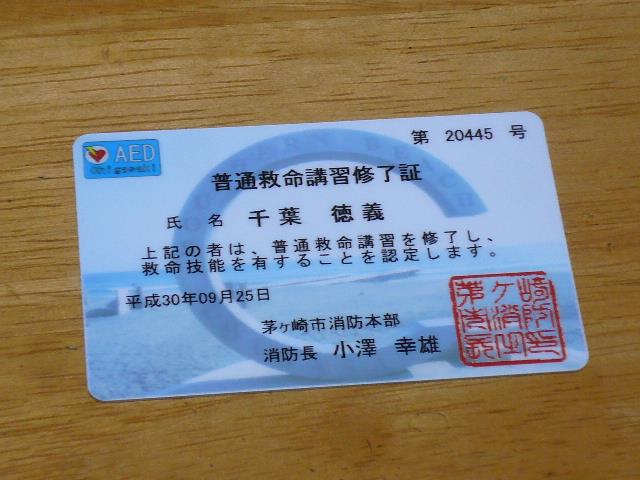 第 20445 号
AED
Chigasaki
SOUTHERN BEACH
普通救命講習修了証
氏 名 千葉 徳義
上記の者は、普通救命講習を修了し、
救命技能を有することを認定します。
平成30年09月25日
茅ヶ崎市消防本部
消防長 小澤 幸雄